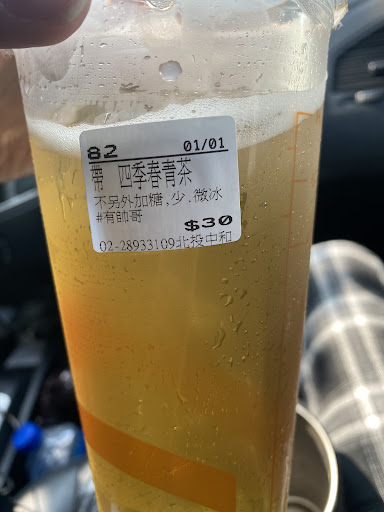 82 01/01
帶 四季春青茶
不另外加糖,少.微冰
#有帥哥
$30
02-28933109北投中和